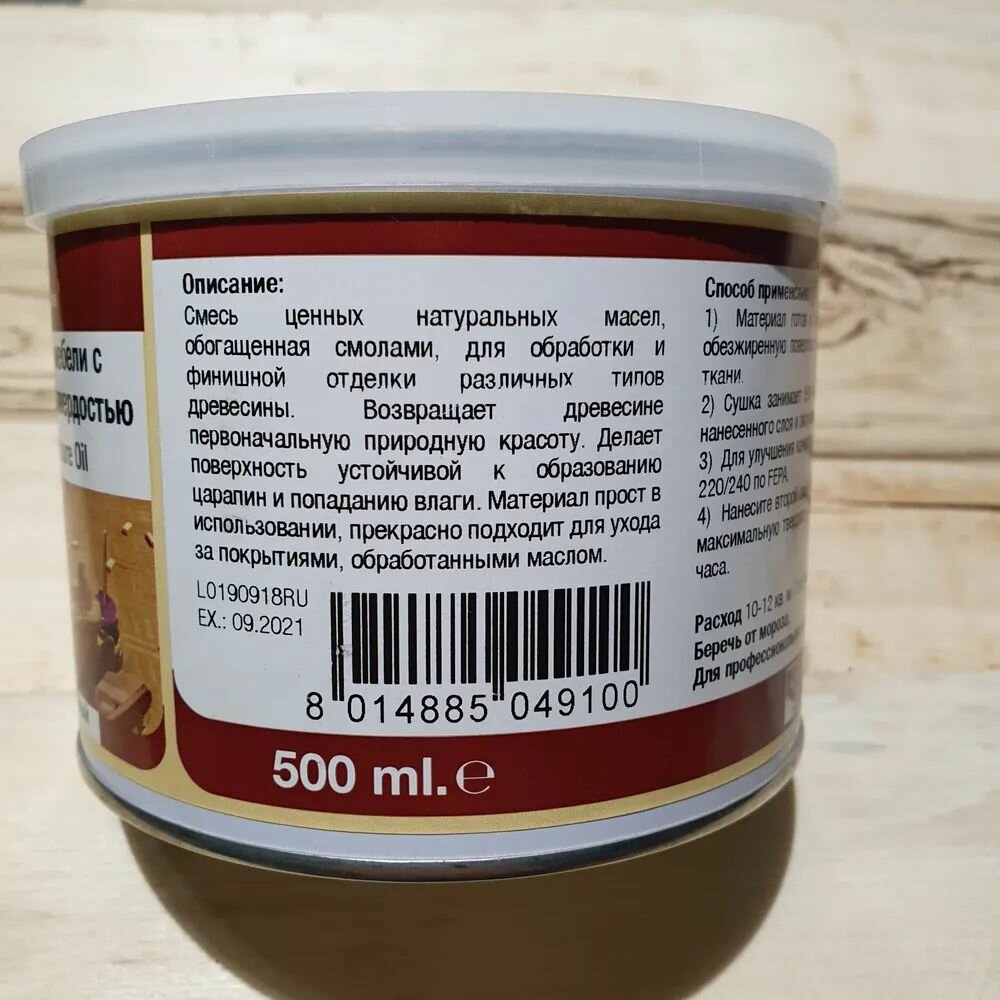 мебели с
твердостью
Oil
Описание:
Смесь ценных натуральных масел,
обогащенная смолами, для обработки и
финишной отделки различных типов
древесины. Возвращает древесине
первоначальную природную красоту. Делает
поверхность устойчивой к образованию
царапин и попаданию влаги. Материал прост в
использовании, прекрасно подходит для ухода
за покрытиями, обработанными маслом.
L0190918RU
EX.: 09.2021
8 014885 049100
500 ml. ℮
Способ применения:
1) Материал готов
обезжиренную
ткани.
2) Сушка занимает
нанесенного слоя и
3) Для улучшения
220/240 по FEPA.
4) Нанесите второй слой
максимальную
часа.
Расход 10-12 кв. м
Беречь от мороза.
Для